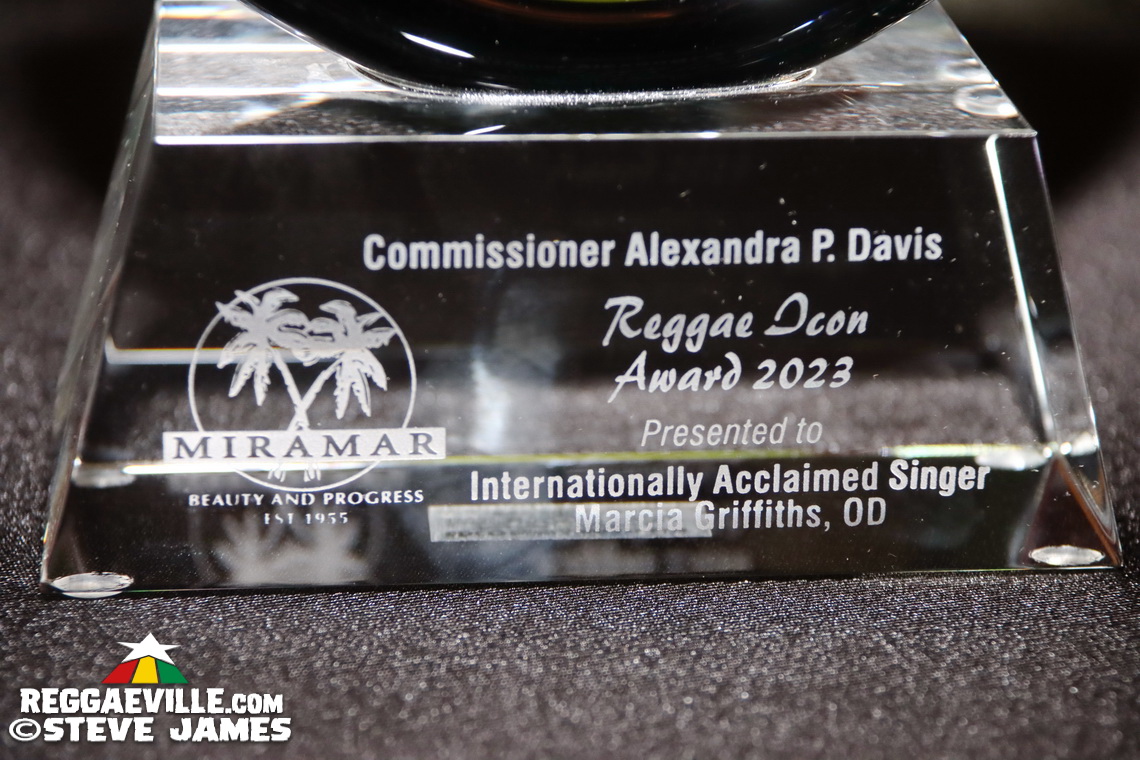 Commissioner Alexandra P. Davis
Reggae Icon
Award 2023
Presented to
Internationally Acclaimed Singer
Marcia Griffiths, OD
MIRAMAR
BEAUTY AND PROGRESS
EST 1955
REGGAEVILLE.COM
©STEVE JAMES